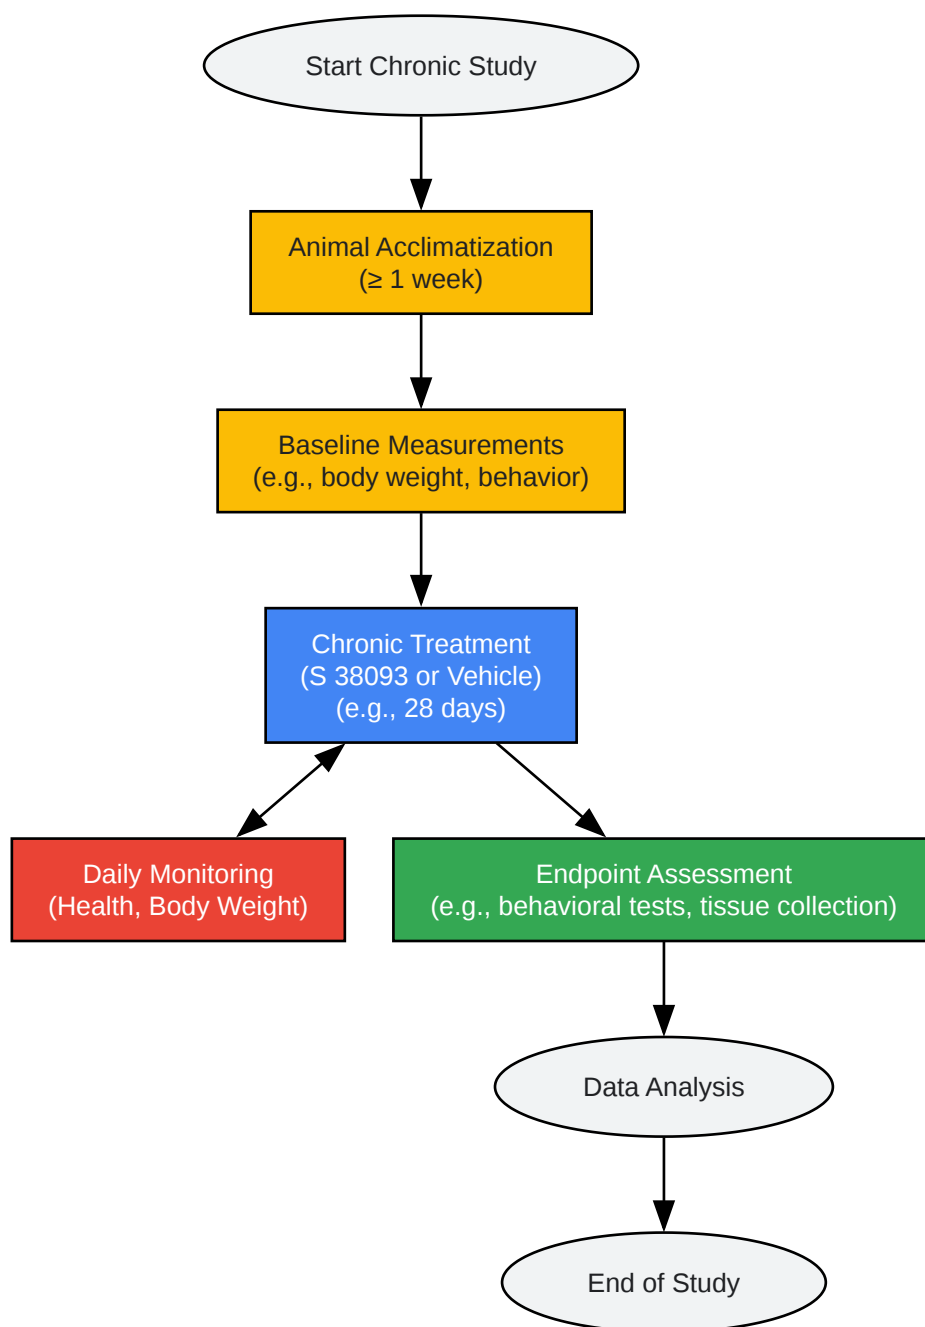 Start Chronic Study
Animal Acclimatization
(≥ 1 week)
Baseline Measurements
(e.g., body weight, behavior)
Chronic Treatment
(S 38093 or Vehicle)
(e.g., 28 days)
Daily Monitoring
(Health, Body Weight)
Endpoint Assessment
(e.g., behavioral tests, tissue collection)
Data Analysis
End of Study